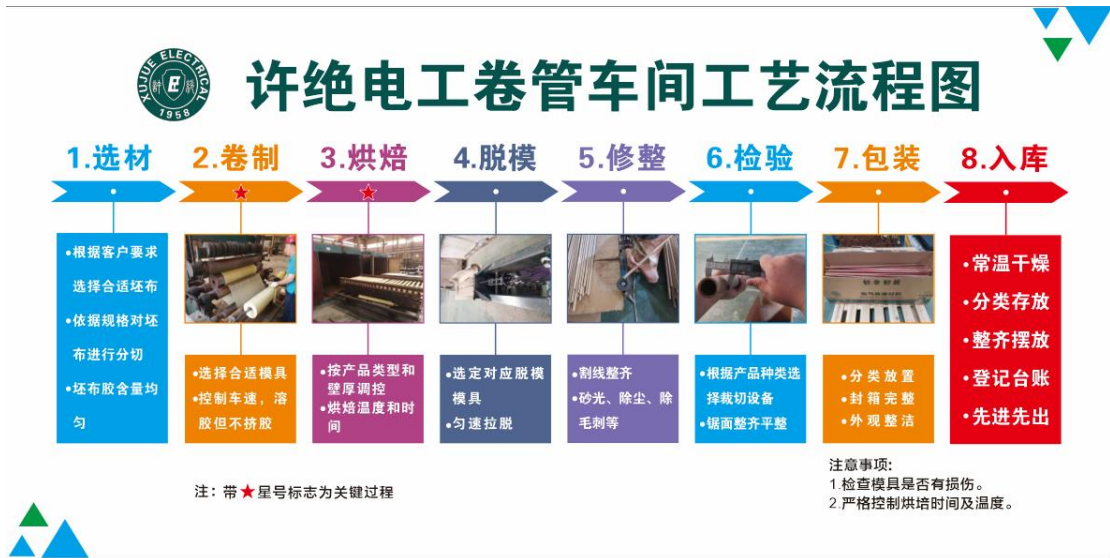 XUJUE ELECTRICAL
1958
许绝电工卷管车间工艺流程图
1.选材
2.卷制
3.烘焙
4.脱模
5.修整
6.检验
7.包装
8.入库
•根据客户要求
选择合适坯布
•依据规格对坯
布进行分切
•坯布胶含量均
匀
•选择合适模具
•控制车速，溶
胶但不挤胶
•按产品类型和
壁厚调控
•烘焙温度和时
间
•选定对应脱模
模具
•匀速拉脱
•割线整齐
•砂光、除尘、除
毛刺等
•根据产品种类选
择裁切设备
•锯面整齐平整
•分类放置
•封箱完整
•外观整洁
•常温干燥
•分类存放
•整齐摆放
•登记台账
•先进先出
注：带★星号标志为关键过程
注意事项:
1.检查模具是否有损伤。
2.严格控制烘培时间及温度。